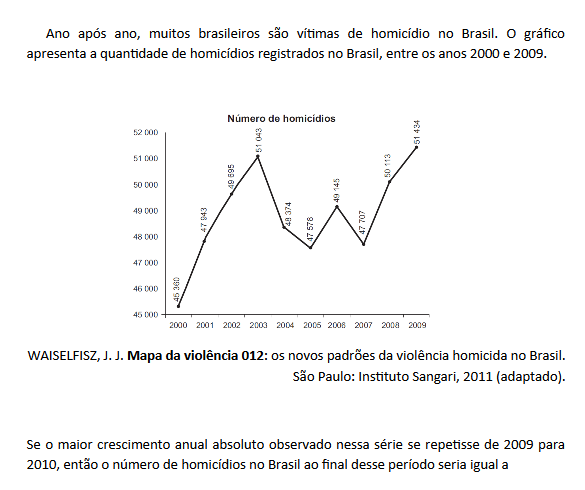 Ano após ano, muitos brasileiros são vítimas de homicídio no Brasil. O gráfico
apresenta a quantidade de homicídios registrados no Brasil, entre os anos 2000 e 2009.
Número de homicídios
52 000
51 000
50 000
49 000
48 000
47 000
46 000
45 000
45 360
47 943
49 695
51 043
48 374
47 578
49 145
47 707
50 113
51 434
2000 2001 2002 2003 2004 2005 2006 2007 2008 2009
WAISELFISZ, J. J. Mapa da violência 012: os novos padrões da violência homicida no Brasil.
São Paulo: Instituto Sangari, 2011 (adaptado).
Se o maior crescimento anual absoluto observado nessa série se repetisse de 2009 para
2010, então o número de homicídios no Brasil ao final desse período seria igual a